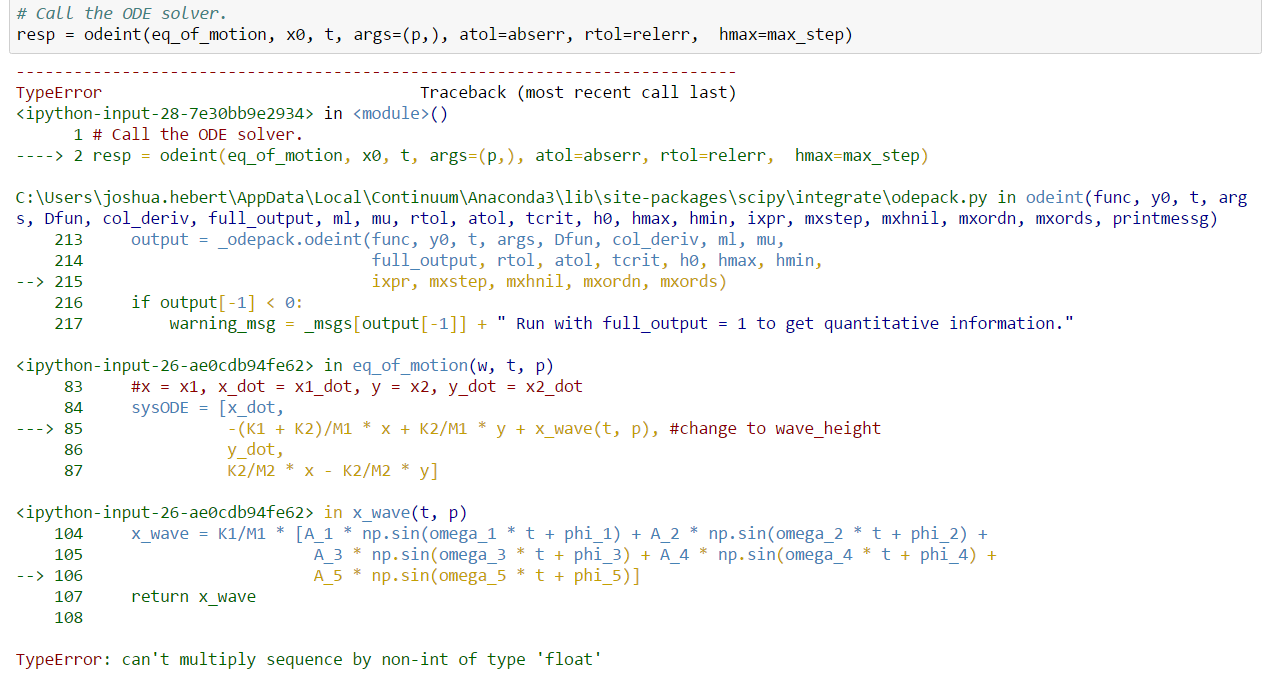 # Call the ODE solver.
resp = odeint(eq_of_motion, x0, t, args=(p,), atol=abserr, rtol=relerr,  hmax=max_step)
---------------------------------------------------------------------------
TypeError                                 Traceback (most recent call last)
<ipython-input-28-7e30bb9e2934> in <module>()
      1 # Call the ODE solver.
----> 2 resp = odeint(eq_of_motion, x0, t, args=(p,), atol=abserr, rtol=relerr,  hmax=max_step)
C:\Users\joshua.hebert\AppData\Local\Continuum\Anaconda3\lib\site-packages\scipy\integrate\odepack.py in odeint(func, y0, t, arg
s, Dfun, col_deriv, full_output, ml, mu, rtol, atol, tcrit, h0, hmax, hmin, ixpr, mxstep, mxhnil, mxordn, mxords, printmessg)
    213     output = _odepack.odeint(func, y0, t, args, Dfun, col_deriv, ml, mu,
    214                              full_output, rtol, atol, tcrit, h0, hmax, hmin,
--> 215                              ixpr, mxstep, mxhnil, mxordn, mxords)
    216     if output[-1] < 0:
    217         warning_msg = _msgs[output[-1]] + " Run with full_output = 1 to get quantitative information."
<ipython-input-26-ae0cdb94fe62> in eq_of_motion(w, t, p)
     83     #x = x1, x_dot = x1_dot, y = x2, y_dot = x2_dot
     84     sysODE = [x_dot,
---> 85               -(K1 + K2)/M1 * x + K2/M1 * y + x_wave(t, p), #change to wave_height
     86               y_dot,
     87               K2/M2 * x - K2/M2 * y]
<ipython-input-26-ae0cdb94fe62> in x_wave(t, p)
    104     x_wave = K1/M1 * [A_1 * np.sin(omega_1 * t + phi_1) + A_2 * np.sin(omega_2 * t + phi_2) +
    105                        A_3 * np.sin(omega_3 * t + phi_3) + A_4 * np.sin(omega_4 * t + phi_4) +
--> 106                        A_5 * np.sin(omega_5 * t + phi_5)]
    107     return x_wave
    108
TypeError: can't multiply sequence by non-int of type 'float'